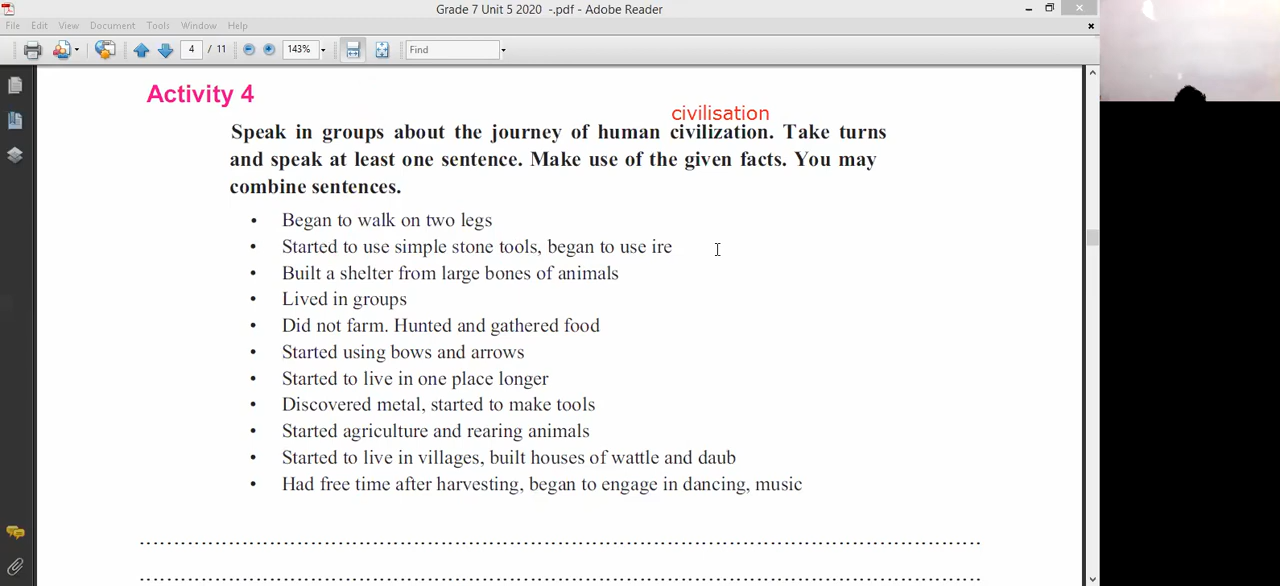 Grade 7 Unit 5 2020 -.pdf - Adobe Reader
File Edit View Document Tools Window Help
4 / 11 143% Find
Activity 4
civilisation
Speak in groups about the journey of human civilization. Take turns
and speak at least one sentence. Make use of the given facts. You may
combine sentences.
• Began to walk on two legs
• Started to use simple stone tools, began to use ire
• Built a shelter from large bones of animals
• Lived in groups
• Did not farm. Hunted and gathered food
• Started using bows and arrows
• Started to live in one place longer
• Discovered metal, started to make tools
• Started agriculture and rearing animals
• Started to live in villages, built houses of wattle and daub
• Had free time after harvesting, began to engage in dancing, music